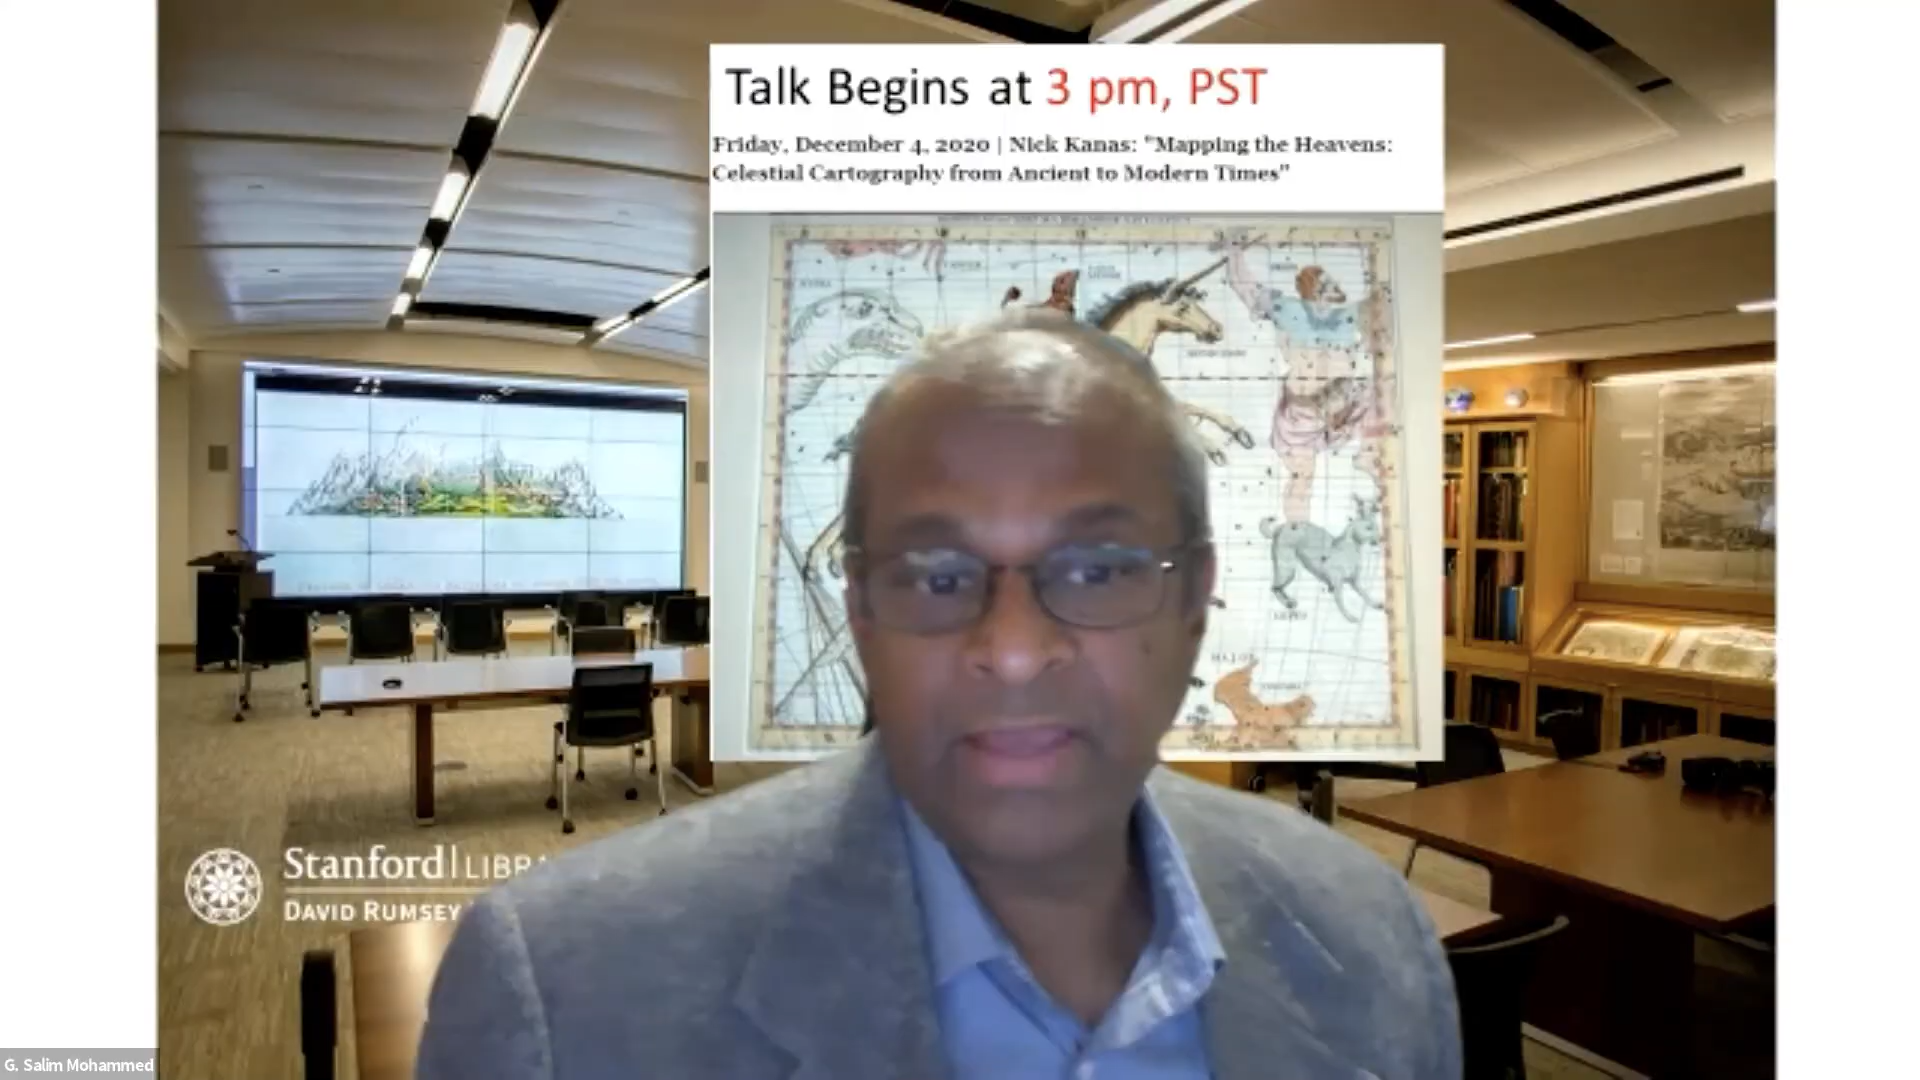 Talk Begins at 3 pm, PST
Friday, December 4, 2020 | Nick Kanas: "Mapping the Heavens:
Celestial Cartography from Ancient to Modern Times"
Stanford | LIBRA
DAVID RUMSEY
G. Salim Mohammed